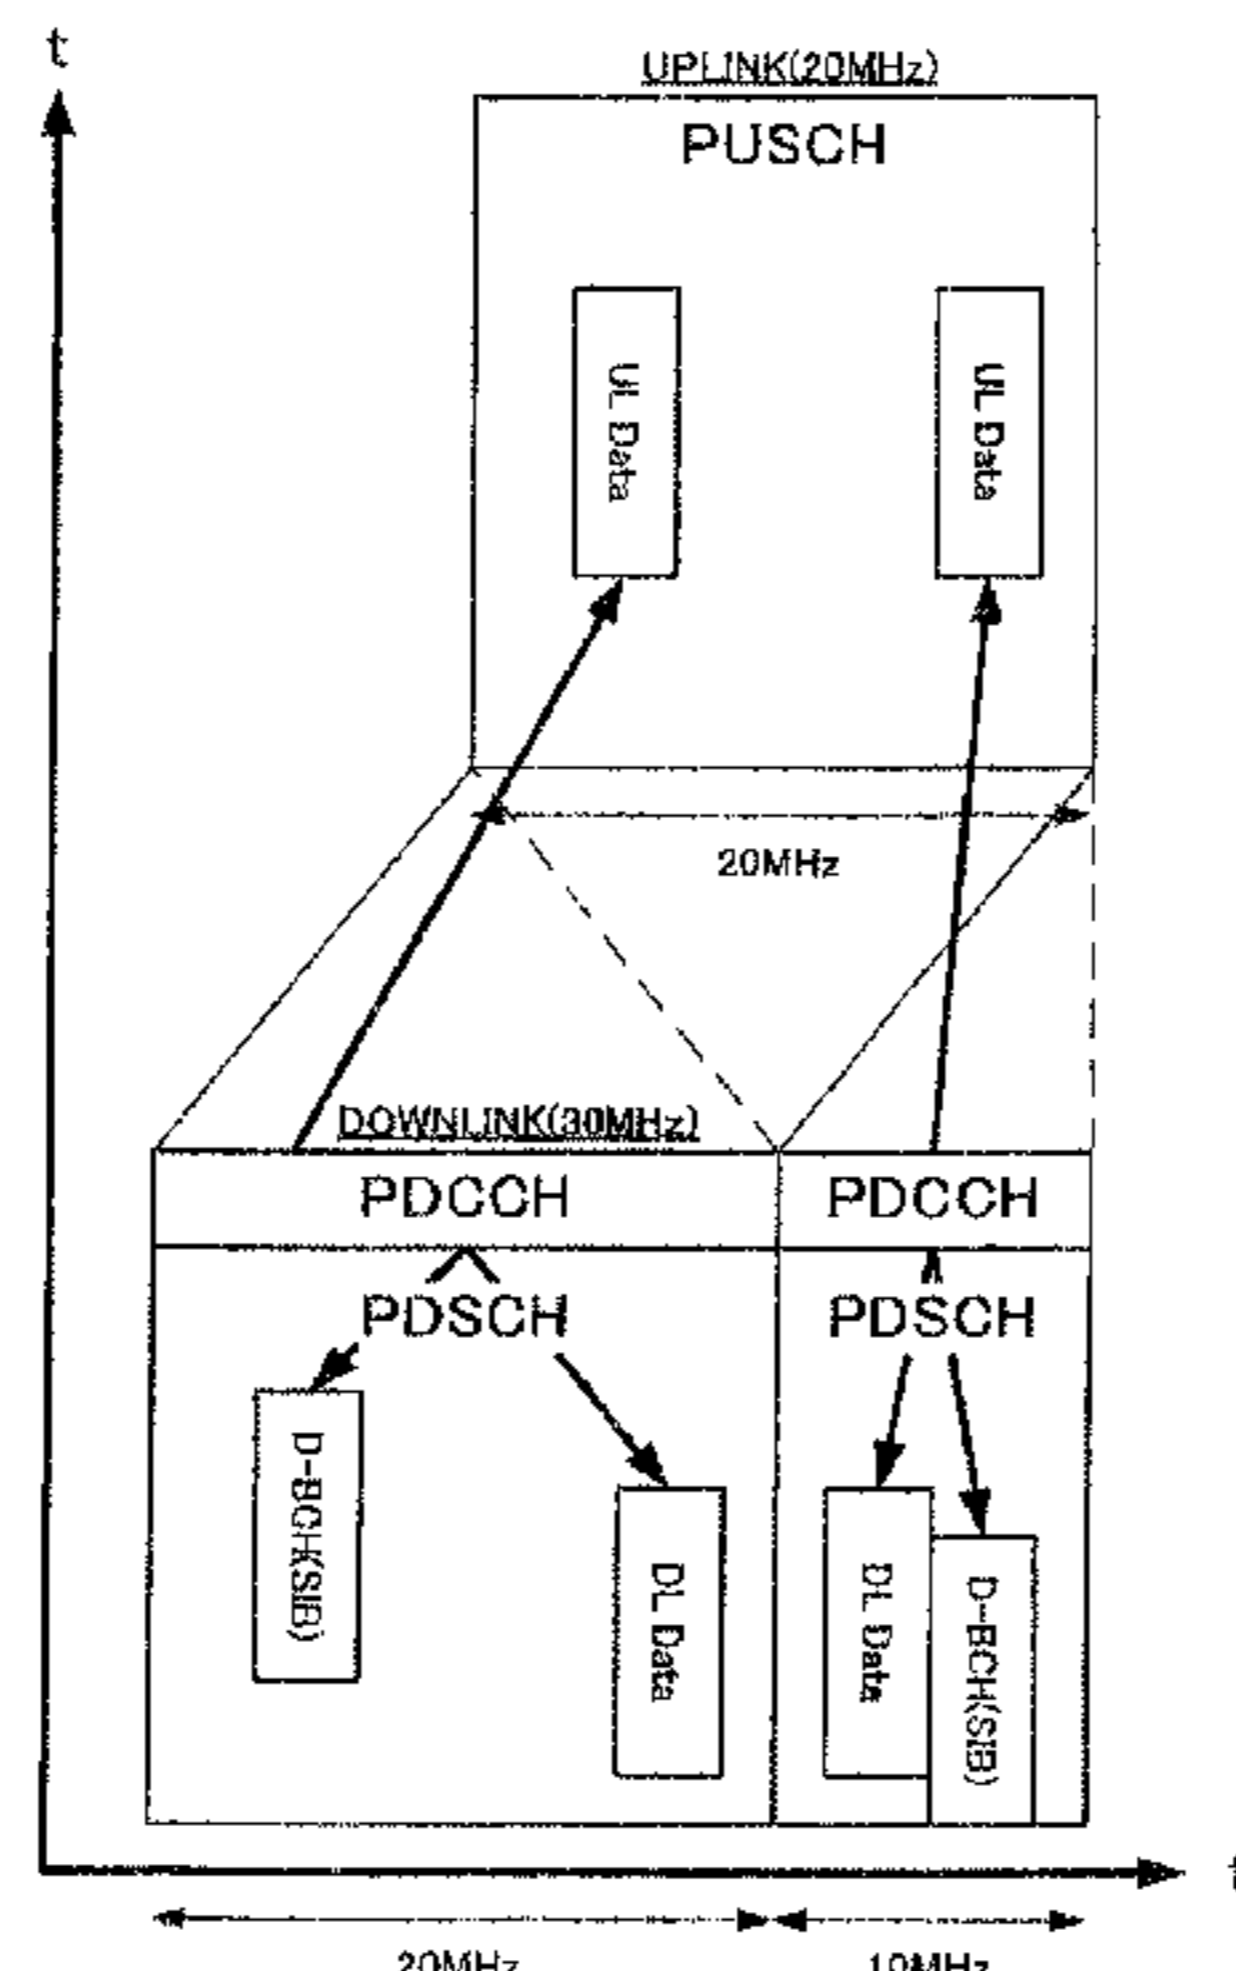 t
UPLINK(20MHz)
PUSCH
UL Data
UL Data
20MHz
DOWNLINK(30MHz)
PDCCH
PDCCH
PDSCH
PDSCH
D-BCH(SIB)
DL Data
DL Data
D-BCH(SIB)
20MHz
10MHz